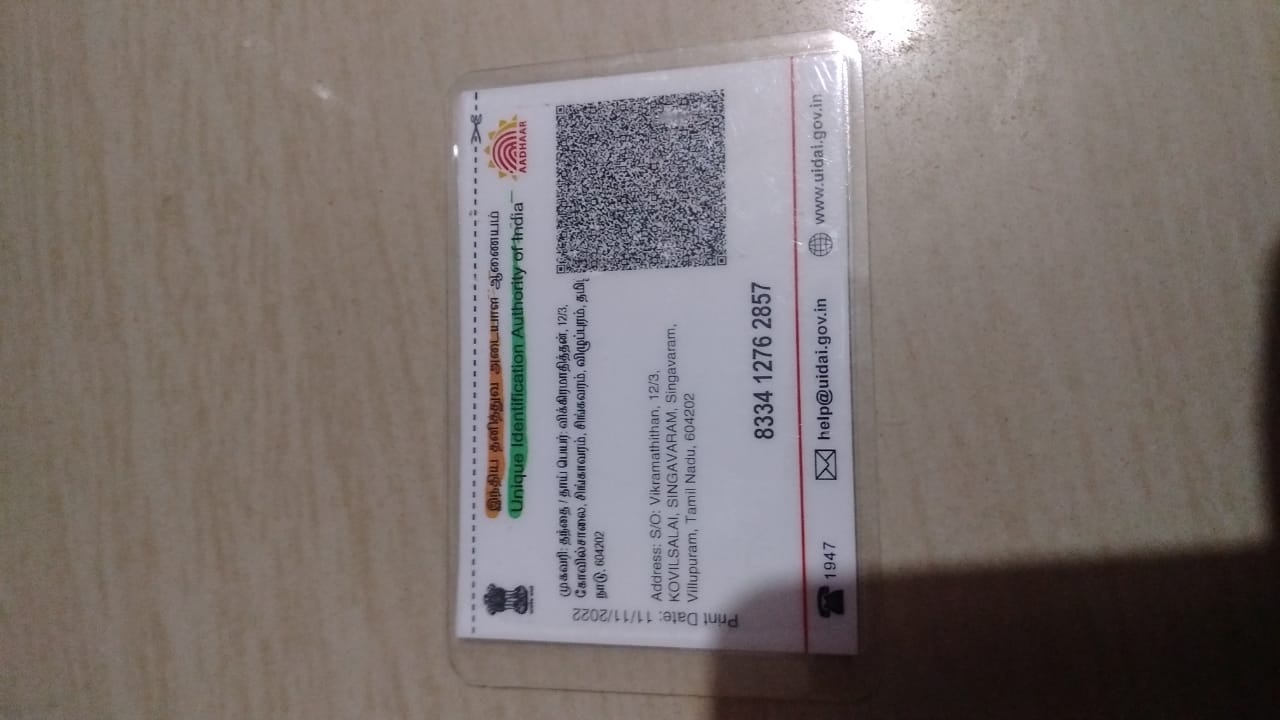 இந்திய தனித்துவ அடையாள ஆணையம்
Unique Identification Authority of India
AADHAAR
முகவரி: தந்தை / தாய் பெயர்: விக்கிரமாதித்தன், 12/3,
கோவில்சாலை, சிங்காவரம், சிங்கவரம், விழுப்புரம், தமிழ்
நாடு, 604202
Address: S/O: Vikramathithan, 12/3,
KOVILSALAI, SINGAVARAM, Singavaram,
Villupuram, Tamil Nadu, 604202
Print Date: 11/11/2022
8334 1276 2857
1947
help@uidai.gov.in
www.uidai.gov.in